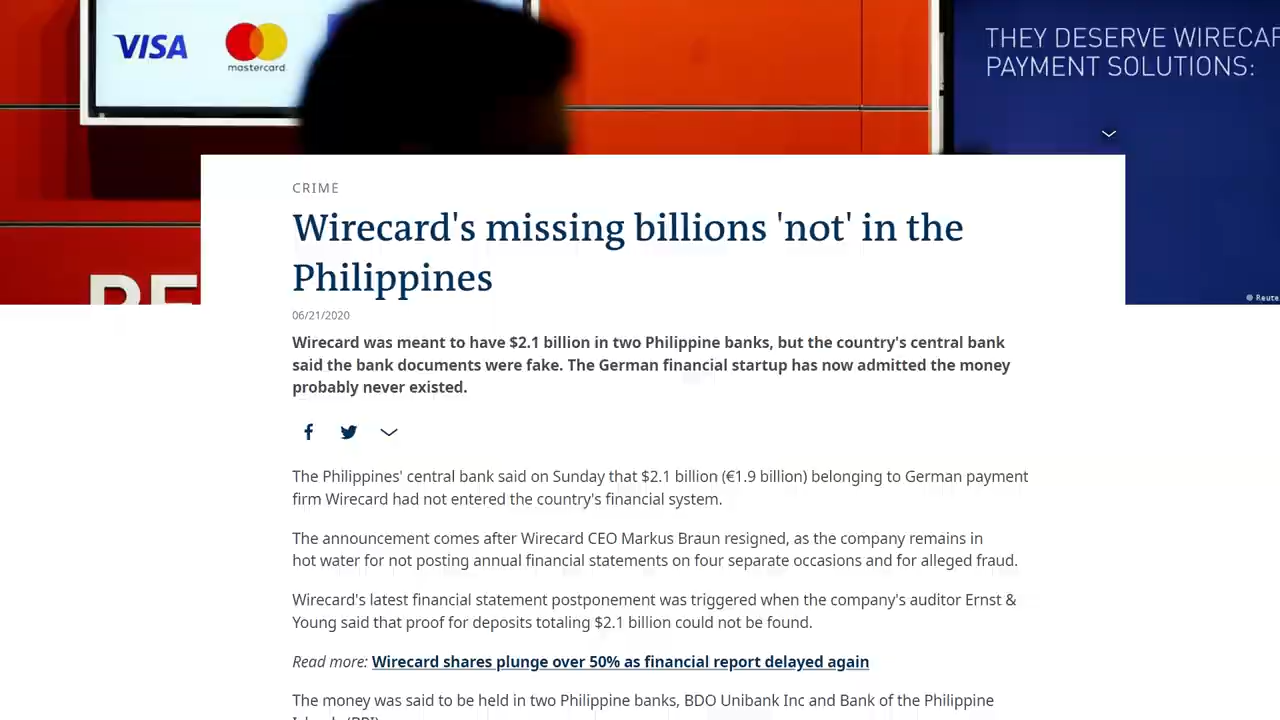 VISA
mastercard
THEY DESERVE WIRECAR
PAYMENT SOLUTIONS:
RE
© Reute
CRIME
Wirecard's missing billions 'not' in the
Philippines
06/21/2020
Wirecard was meant to have $2.1 billion in two Philippine banks, but the country's central bank
said the bank documents were fake. The German financial startup has now admitted the money
probably never existed.
The Philippines' central bank said on Sunday that $2.1 billion (€1.9 billion) belonging to German payment
firm Wirecard had not entered the country's financial system.
The announcement comes after Wirecard CEO Markus Braun resigned, as the company remains in
hot water for not posting annual financial statements on four separate occasions and for alleged fraud.
Wirecard's latest financial statement postponement was triggered when the company's auditor Ernst &
Young said that proof for deposits totaling $2.1 billion could not be found.
Read more: Wirecard shares plunge over 50% as financial report delayed again
The money was said to be held in two Philippine banks, BDO Unibank Inc and Bank of the Philippine